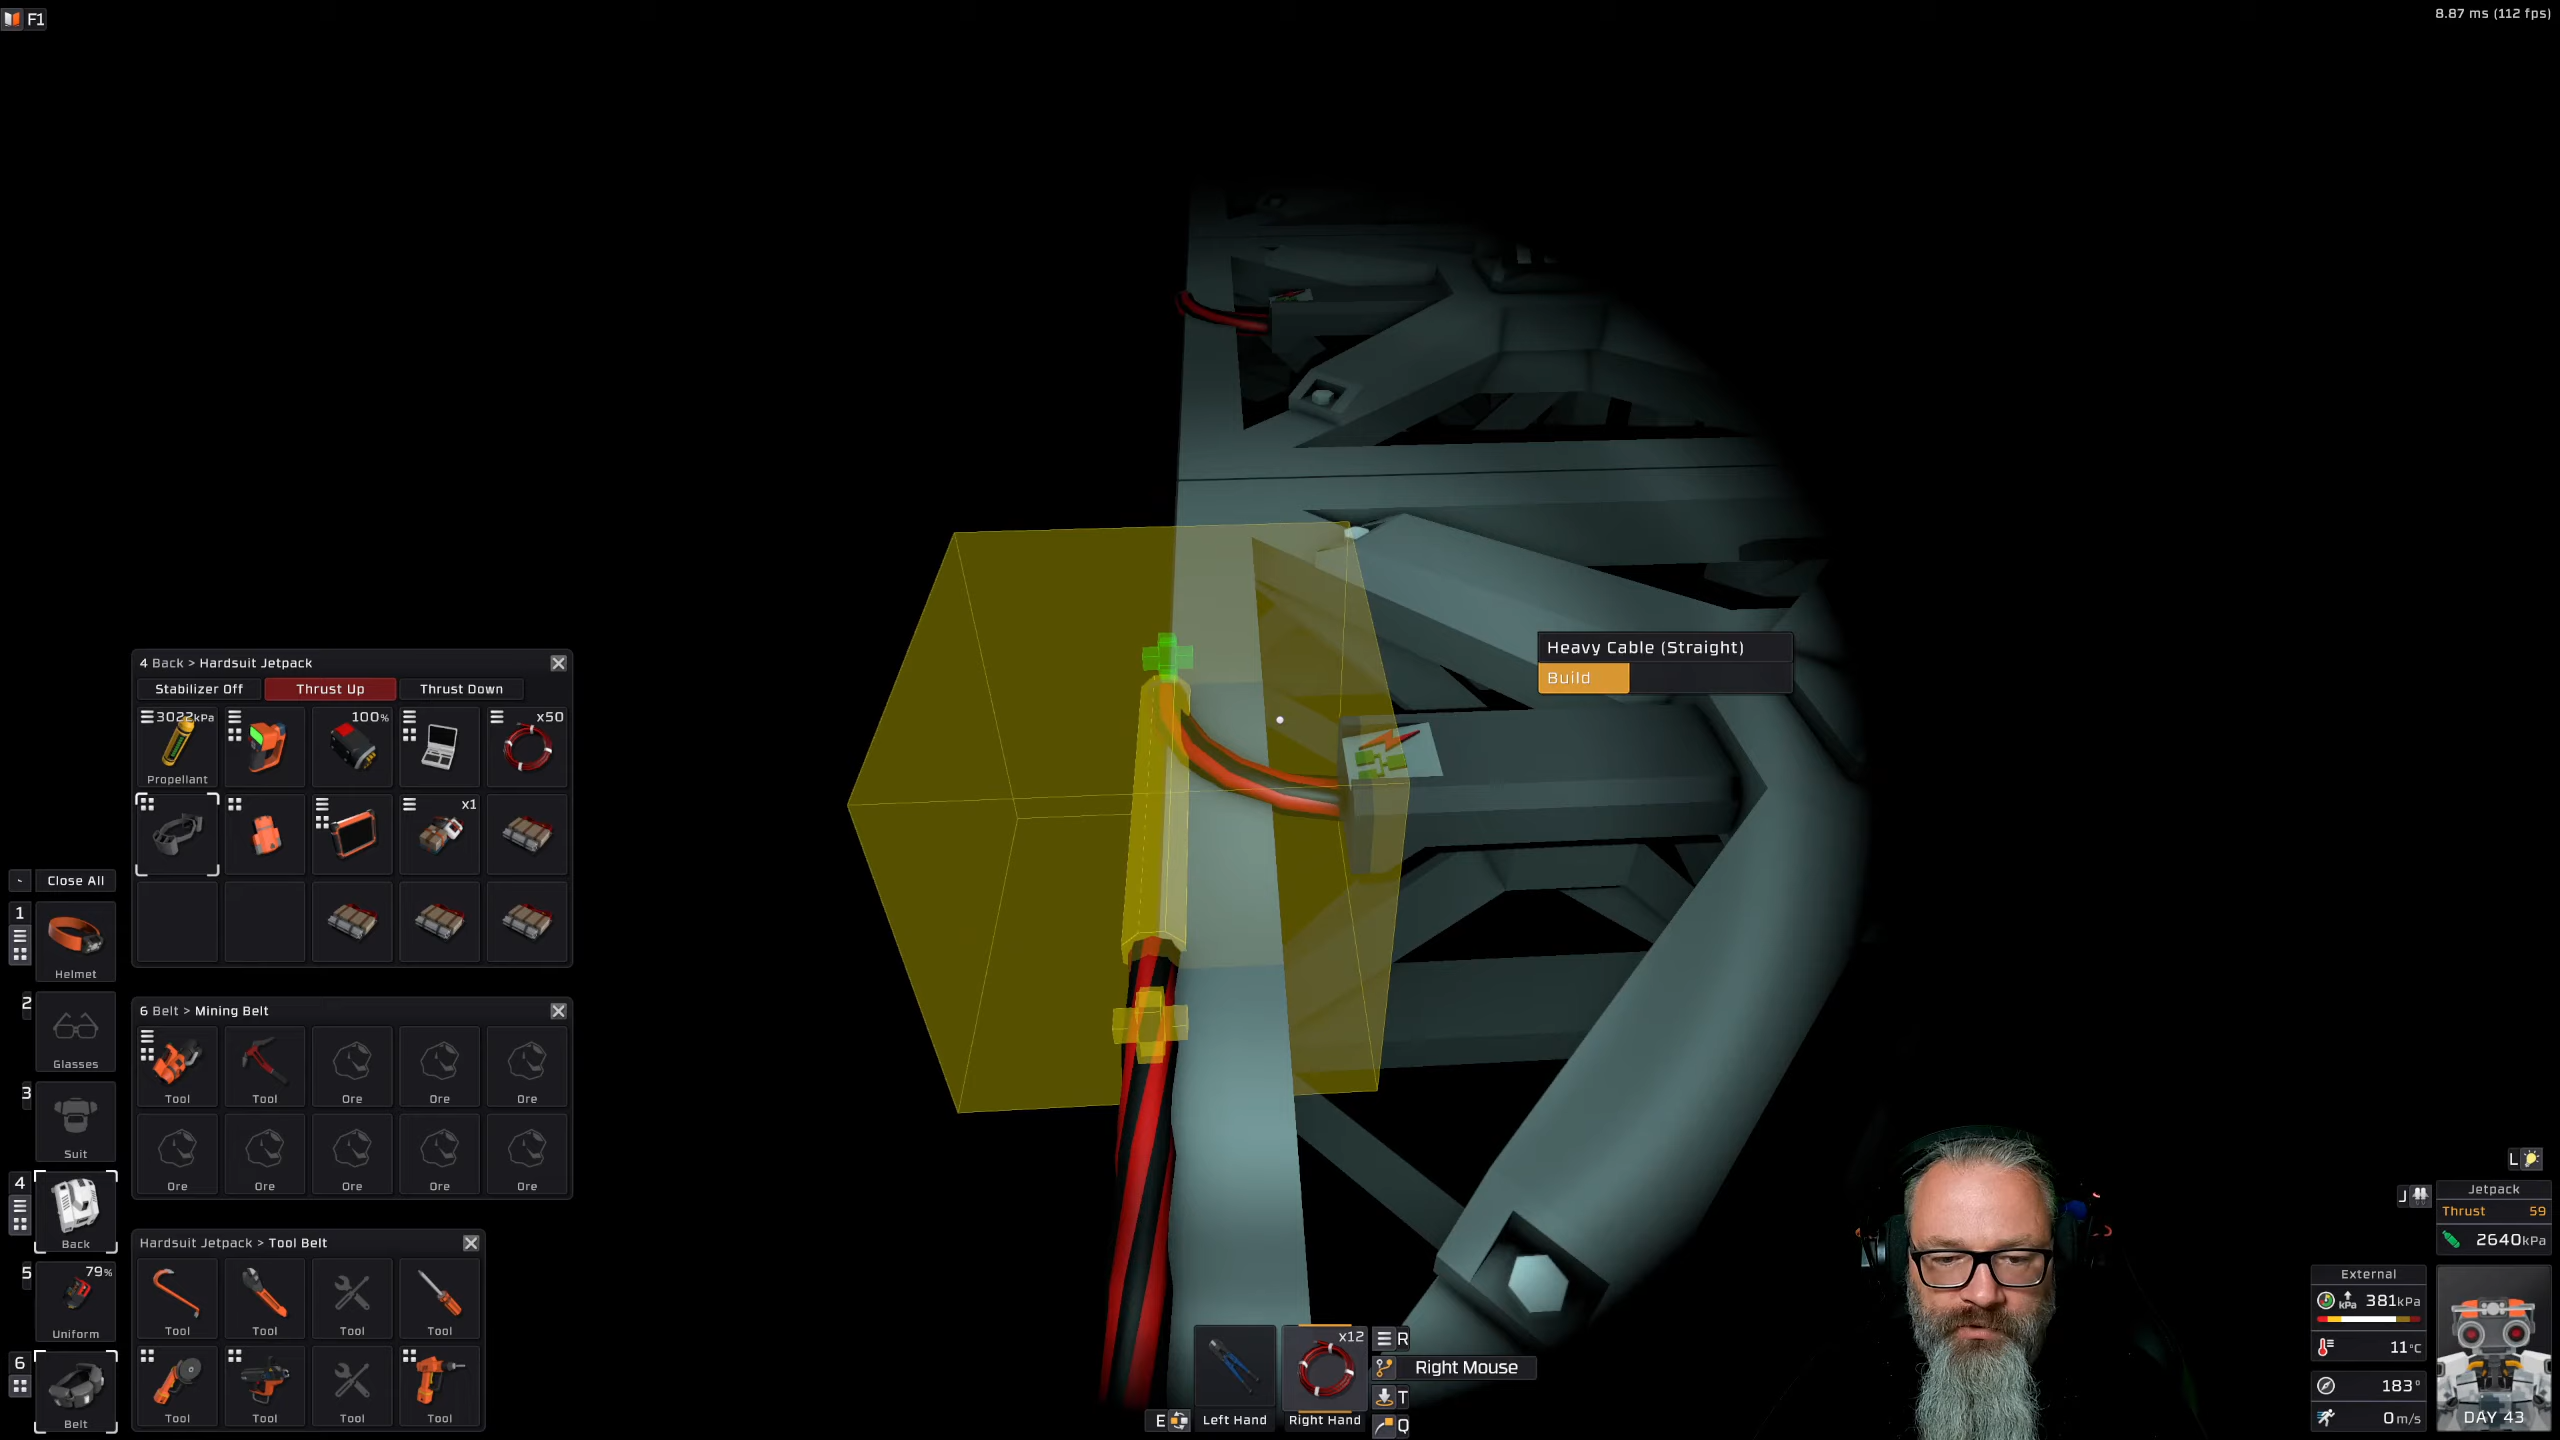 F1
8.87 ms (112 fps)
Heavy Cable (Straight)
Build
4 Back > Hardsuit Jetpack
Stabilizer Off
Thrust Up
Thrust Down
3022kPa
100%
x50
Propellant
x1
~
Close All
1
Helmet
2
Glasses
3
Suit
4
Back
5
79%
Uniform
6
Belt
6 Belt > Mining Belt
Tool
Tool
Ore
Ore
Ore
Ore
Ore
Ore
Ore
Ore
Hardsuit Jetpack > Tool Belt
Tool
Tool
Tool
Tool
Tool
Tool
Tool
Tool
x12
R
Right Mouse
T
E
Left Hand
Right Hand
Q
L
J
Jetpack
Thrust 59
2640kPa
External
kPa 381kPa
11°C
183°
0m/s
DAY 43